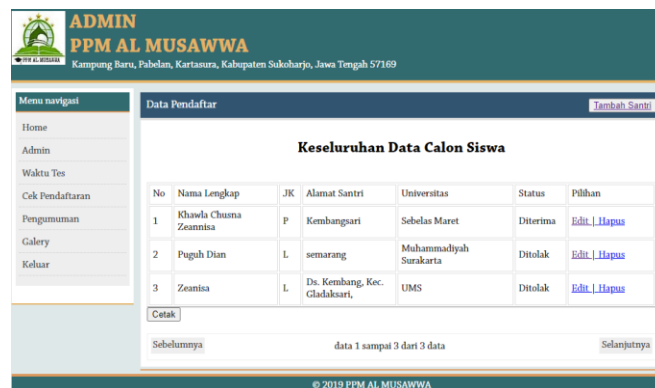 ADMIN
PPM AL MUSAWWA
Kampung Baru, Pabelan, Kartasura, Kabupaten Sukoharjo, Jawa Tengah 57169
Menu navigasi
Home
Admin
Waktu Tes
Cek Pendaftaran
Pengumuman
Galery
Keluar
Data Pendaftar
Tambah Santri
Keseluruhan Data Calon Siswa
No Nama Lengkap JK Alamat Santri Universitas Status Pilihan
1 Khawla Chusna Zeannisa P Kembangsari Sebelas Maret Diterima Edit | Hapus
2 Puguh Dian L semarang Muhammadiyah Surakarta Ditolak Edit | Hapus
3 Zeanisa L Ds. Kembang, Kec. Gladaksari, UMS Ditolak Edit | Hapus
Cetak
Sebelumnya data 1 sampai 3 dari 3 data Selanjutnya
© 2019 PPM AL MUSAWWA